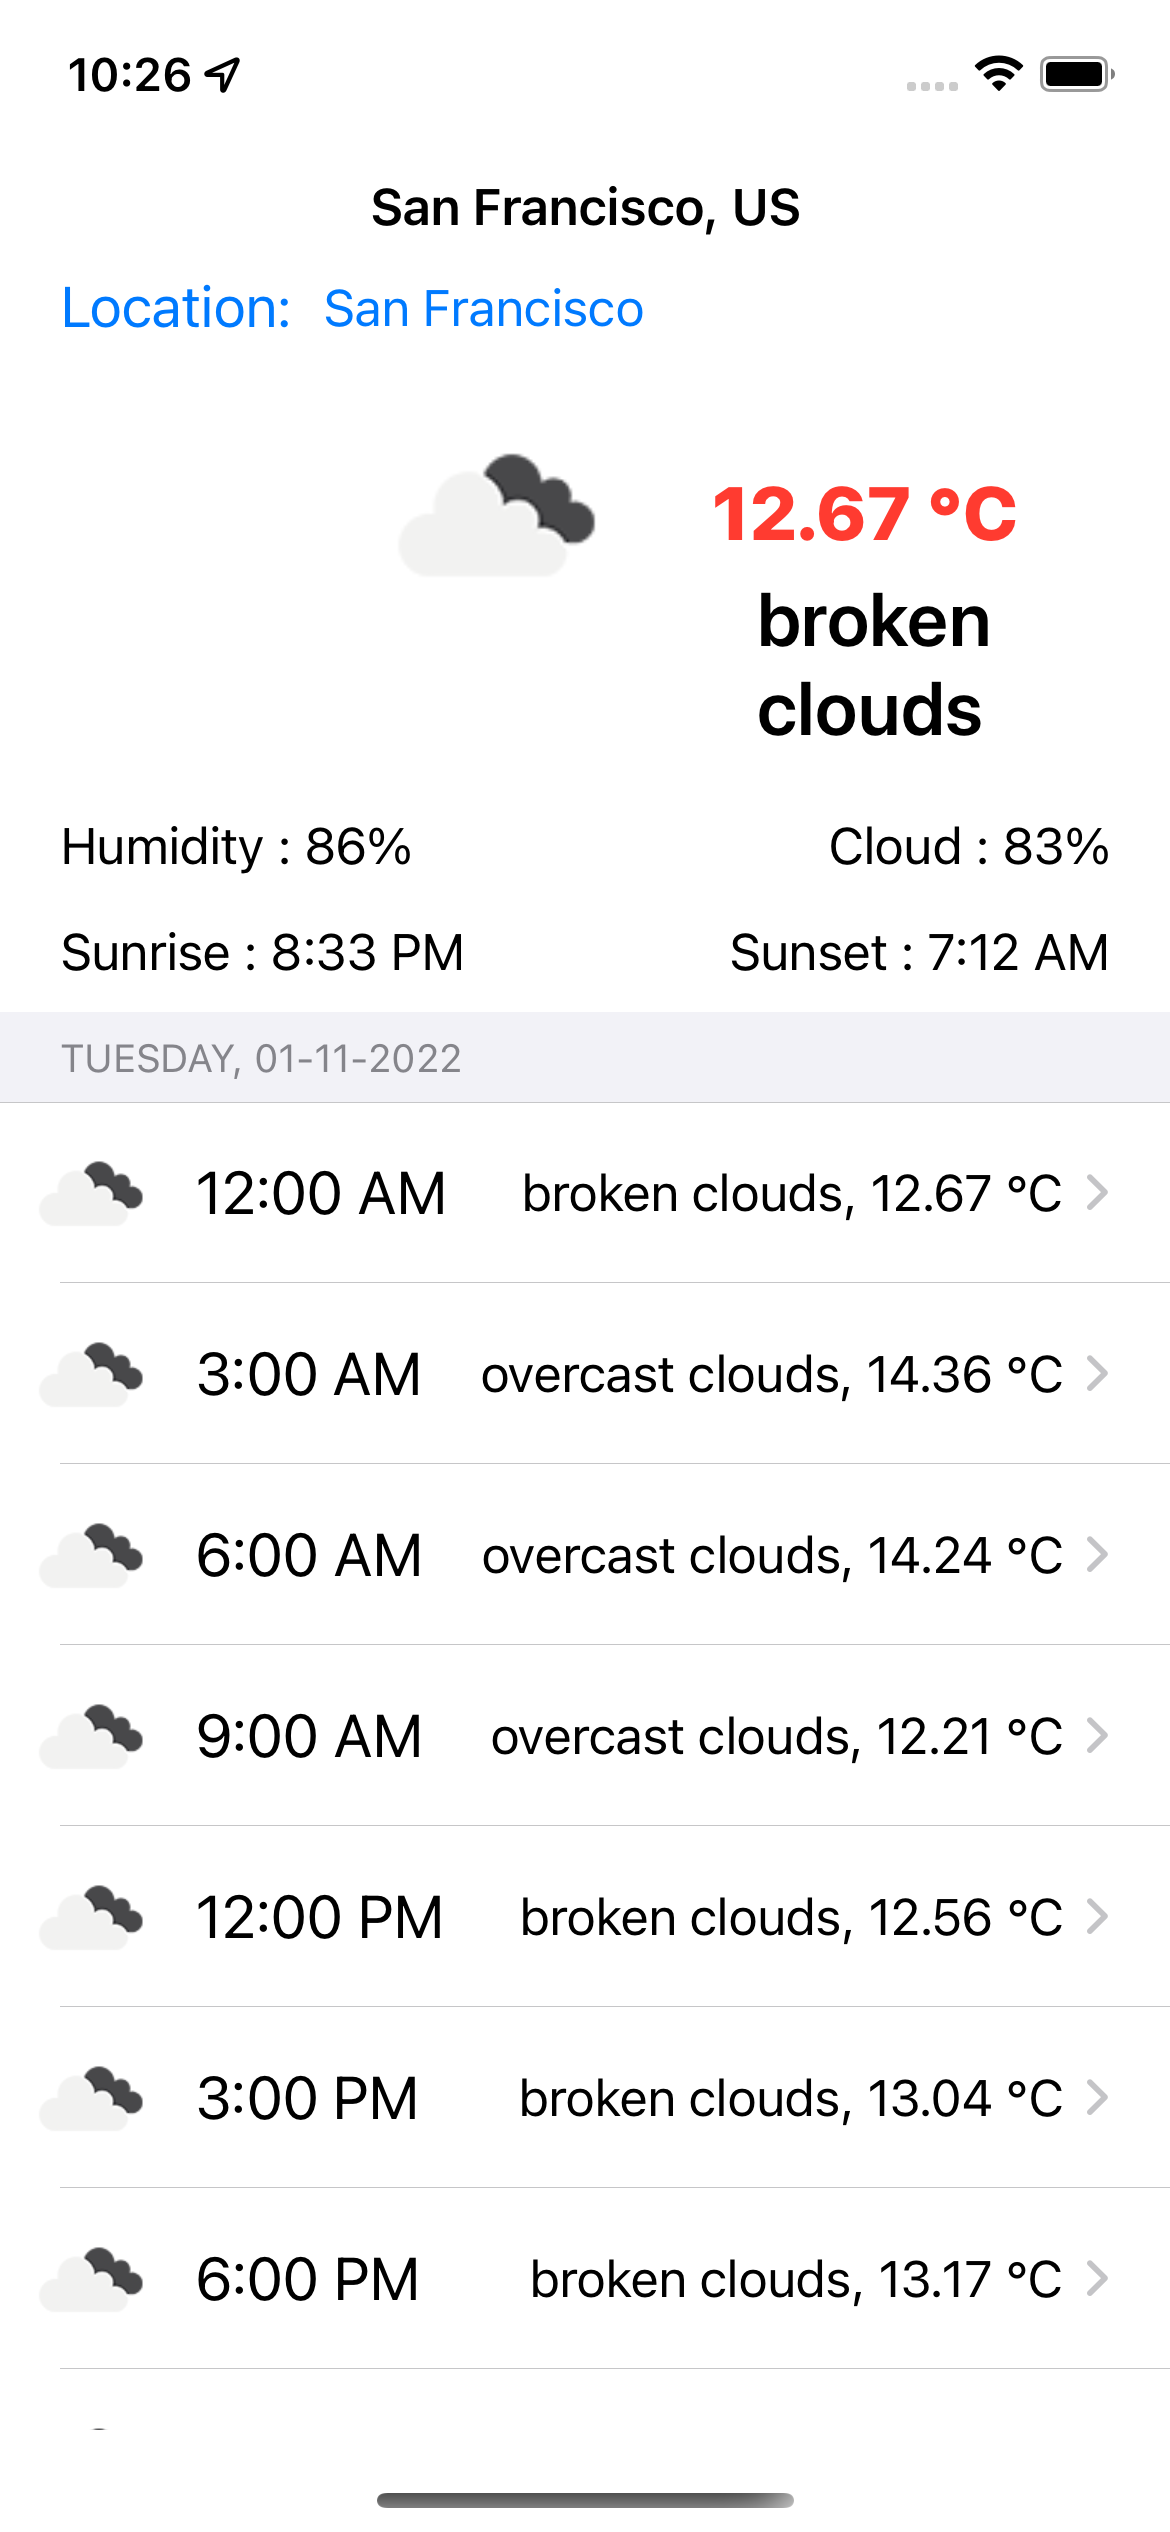 10:26
San Francisco, US
Location: San Francisco
12.67 °C
broken
clouds
Humidity : 86% Cloud : 83%
Sunrise : 8:33 PM Sunset : 7:12 AM
TUESDAY, 01-11-2022
12:00 AM broken clouds, 12.67 °C
3:00 AM overcast clouds, 14.36 °C
6:00 AM overcast clouds, 14.24 °C
9:00 AM overcast clouds, 12.21 °C
12:00 PM broken clouds, 12.56 °C
3:00 PM broken clouds, 13.04 °C
6:00 PM broken clouds, 13.17 °C